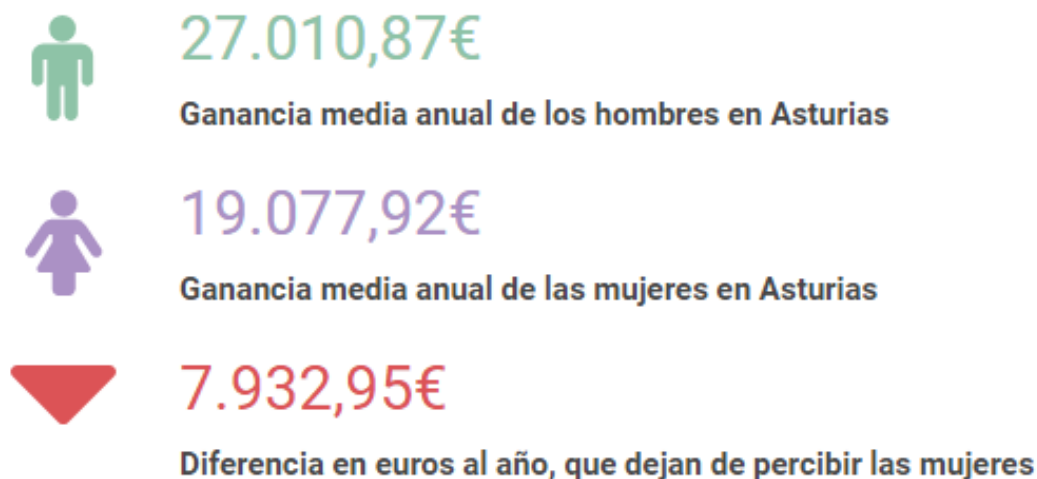 27.010,87€
Ganancia media anual de los hombres en Asturias
19.077,92€
Ganancia media anual de las mujeres en Asturias
7.932,95€
Diferencia en euros al año, que dejan de percibir las mujeres